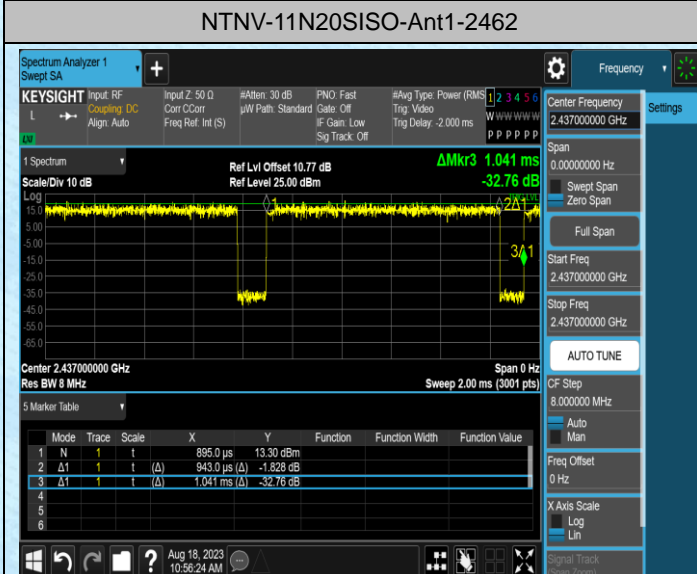 NTNV-11N20SISO-Ant1-2462
Spectrum Analyzer 1
Swept SA
+
Frequency
KEYSIGHT
L
LXI
Input: RF
Coupling: DC
Align: Auto
Input Z: 50 Ω
Corr CCorr
Freq Ref: Int (S)
#Atten: 30 dB
µW Path: Standard
PNO: Fast
Gate: Off
IF Gain: Low
Sig Track: Off
#Avg Type: Power (RMS
Trig: Video
Trig Delay: -2.000 ms
1 2 3 4 5 6
W W W W W W
P P P P P P
1 Spectrum
Scale/Div 10 dB
Ref Lvl Offset 10.77 dB
Ref Level 25.00 dBm
ΔMkr3 1.041 ms
-32.76 dB
Log
15.0
5.00
-5.00
-15.0
-25.0
-35.0
-45.0
-55.0
-65.0
1
2Δ1
3Δ1
Center 2.437000000 GHz
Res BW 8 MHz
Span 0 Hz
Sweep 2.00 ms (3001 pts)
5 Marker Table
Mode Trace Scale X Y Function Function Width Function Value
1 N 1 t 895.0 µs 13.30 dBm
2 Δ1 1 t (Δ) 943.0 µs (Δ) -1.828 dB
3 Δ1 1 t (Δ) 1.041 ms (Δ) -32.76 dB
4
5
6
Aug 18, 2023
10:56:24 AM
Center Frequency
2.437000000 GHz
Span
0.00000000 Hz
Swept Span
Zero Span
Full Span
Start Freq
2.437000000 GHz
Stop Freq
2.437000000 GHz
AUTO TUNE
CF Step
8.000000 MHz
Auto
Man
Freq Offset
0 Hz
X Axis Scale
Log
Lin
Signal Track
(Span Zoom)
Settings